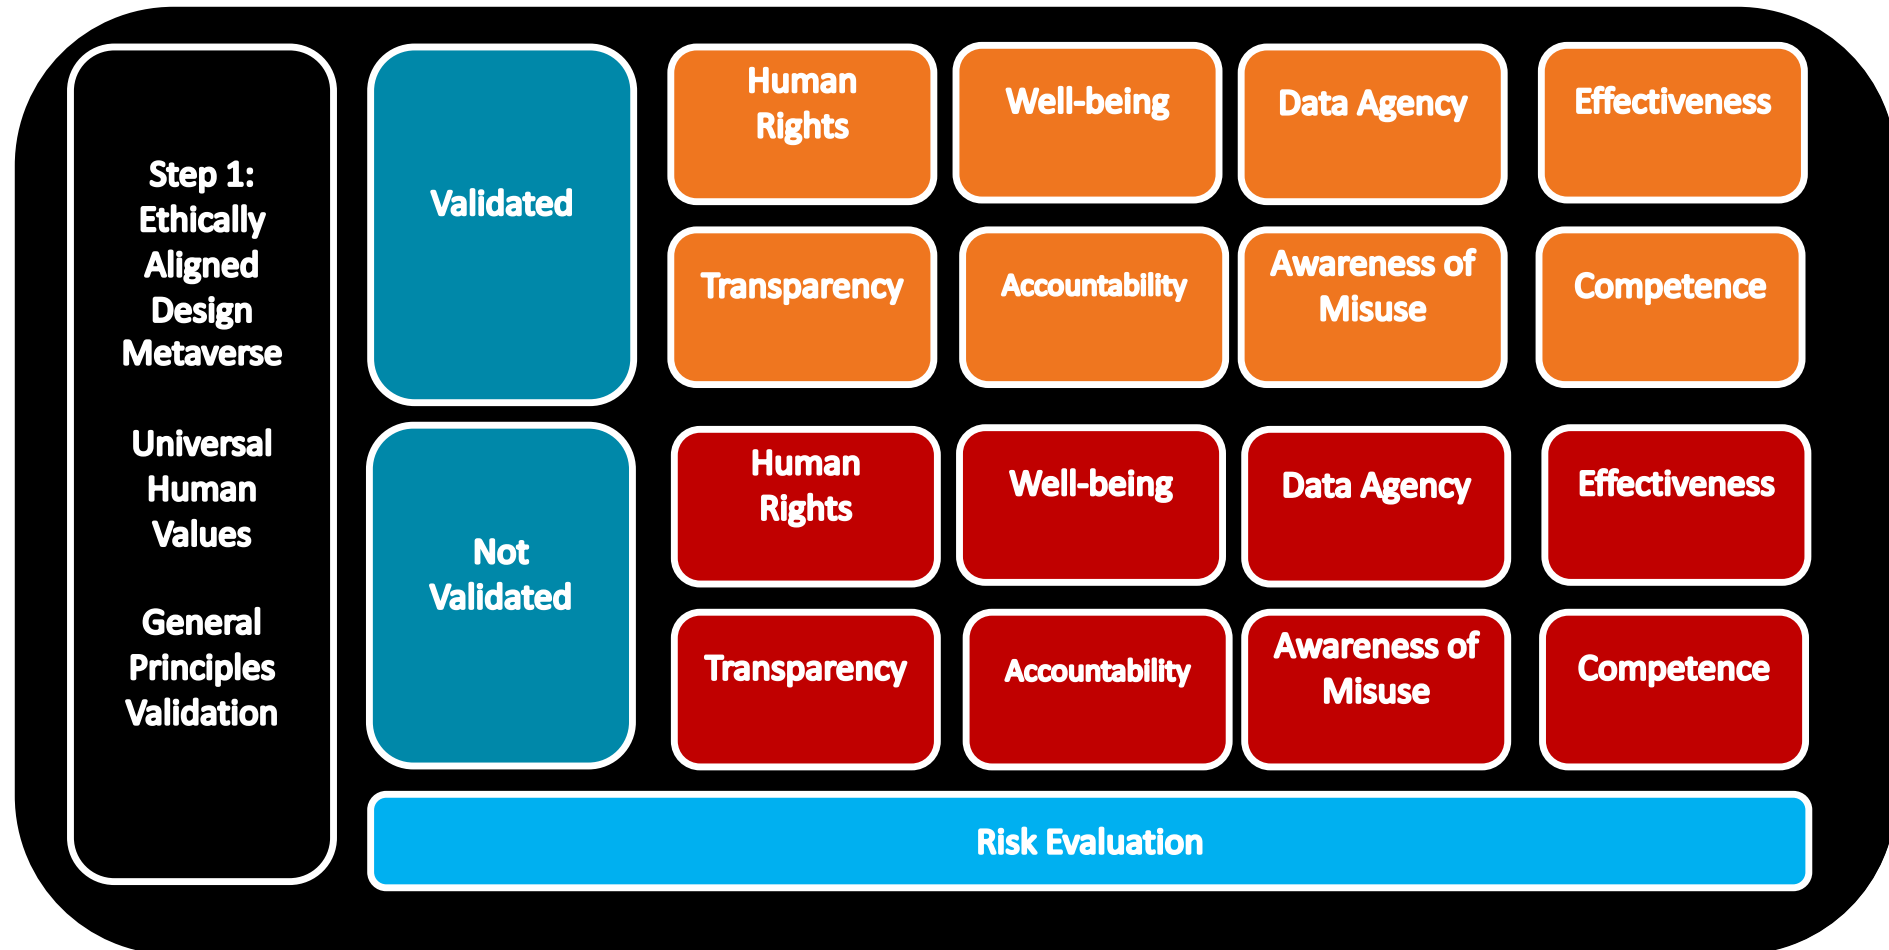 Step 1:
Ethically
Aligned
Design
Metaverse
Universal
Human
Values
General
Principles
Validation
Validated
Human
Rights
Well-being
Data Agency
Effectiveness
Transparency
Accountability
Awareness of
Misuse
Competence
Not
Validated
Human
Rights
Well-being
Data Agency
Effectiveness
Transparency
Accountability
Awareness of
Misuse
Competence
Risk Evaluation